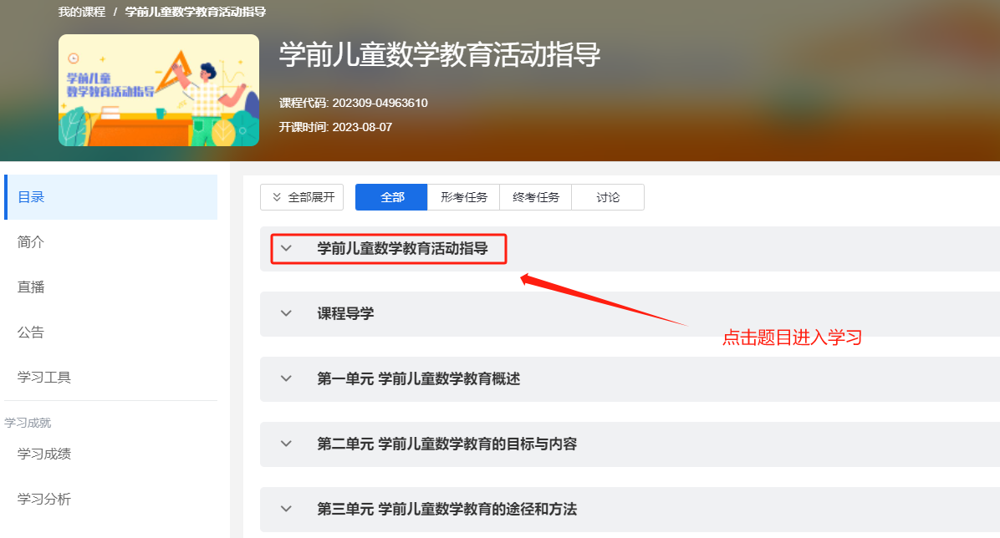 我的课程 / 学前儿童数学教育活动指导
学前儿童
数学教育活动指导
学前儿童数学教育活动指导
课程代码: 202309-04963610
开课时间: 2023-08-07
目录
简介
直播
公告
学习工具
学习成就
学习成绩
学习分析
全部展开 全部 形考任务 终考任务 讨论
学前儿童数学教育活动指导
课程导学
点击题目进入学习
第一单元 学前儿童数学教育概述
第二单元 学前儿童数学教育的目标与内容
第三单元 学前儿童数学教育的途径和方法